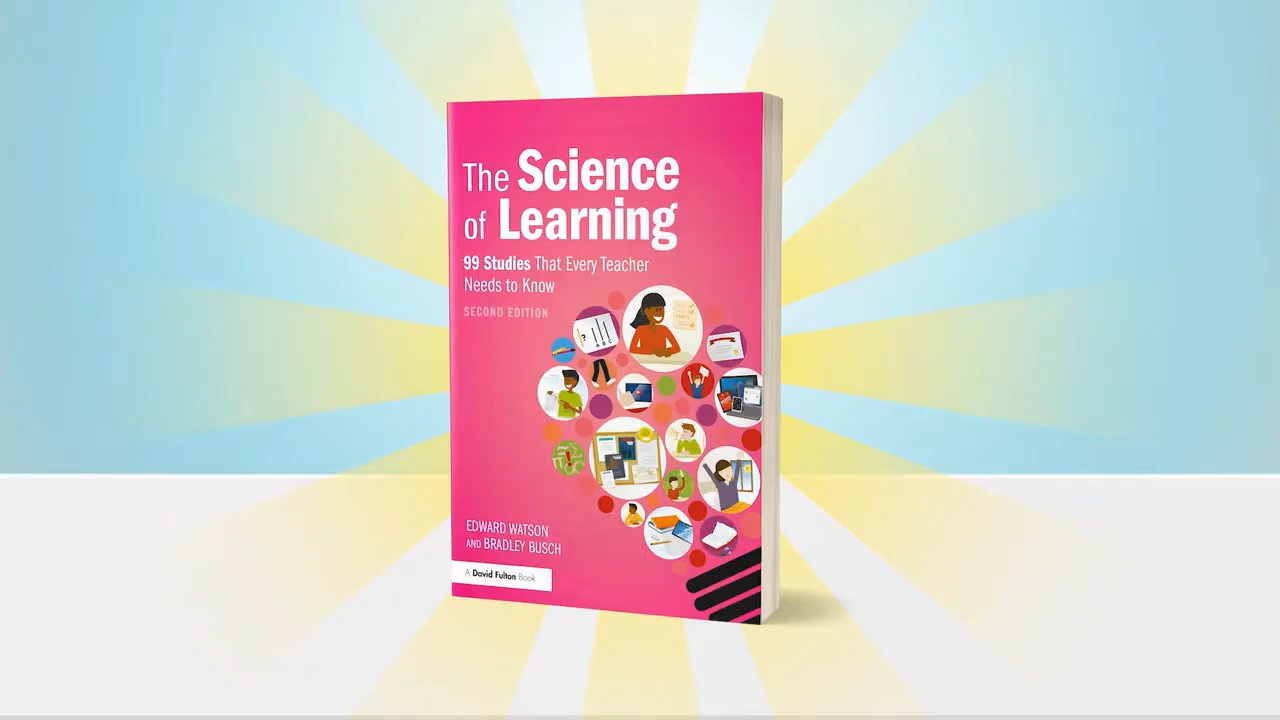 The Science
of Learning
99 Studies That Every Teacher
Needs to Know
SECOND EDITION
EDWARD WATSON
AND BRADLEY BUSCH
A David Fulton Book